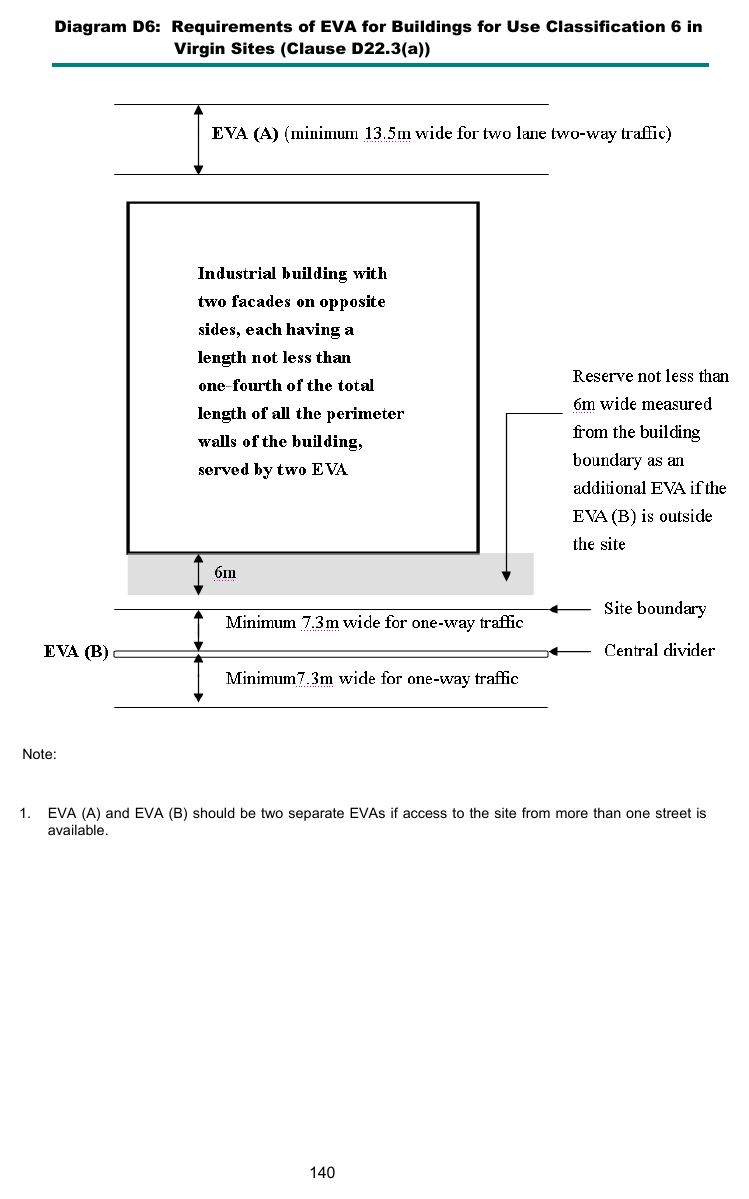 Diagram D6: Requirements of EVA for Buildings for Use Classification 6 in
Virgin Sites (Clause D22.3(a))
EVA (A) (minimum 13.5m wide for two lane two-way traffic)
Industrial building with
two facades on opposite
sides, each having a
length not less than
one-fourth of the total
length of all the perimeter
walls of the building,
served by two EVA
Reserve not less than
6m wide measured
from the building
boundary as an
additional EVA if the
EVA (B) is outside
the site
6m
Site boundary
Minimum 7.3m wide for one-way traffic
EVA (B)
Central divider
Minimum7.3m wide for one-way traffic
Note:
1. EVA (A) and EVA (B) should be two separate EVAs if access to the site from more than one street is
available.
140